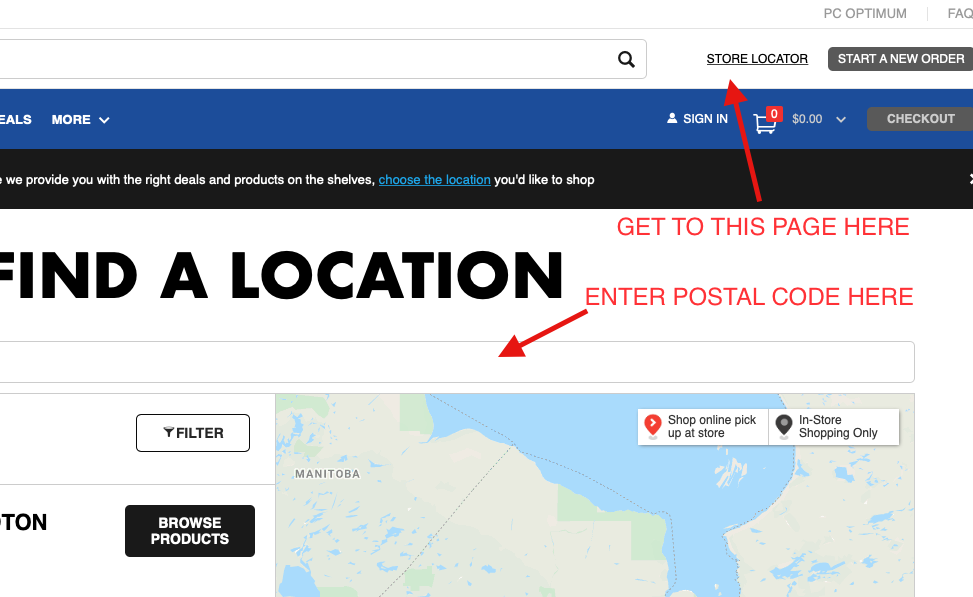 PC OPTIMUM
FAQ
STORE LOCATOR
START A NEW ORDER
EALS
MORE
SIGN IN
0
$0.00
CHECKOUT
e we provide you with the right deals and products on the shelves, choose the location you'd like to shop
GET TO THIS PAGE HERE
FIND A LOCATION
ENTER POSTAL CODE HERE
FILTER
Shop online pick
up at store
In-Store
Shopping Only
MANITOBA
TON
BROWSE
PRODUCTS